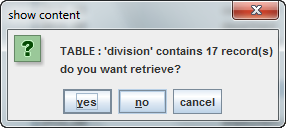 show content
TABLE : 'division' contains 17 record(s)
do you want retrieve?
yes no cancel